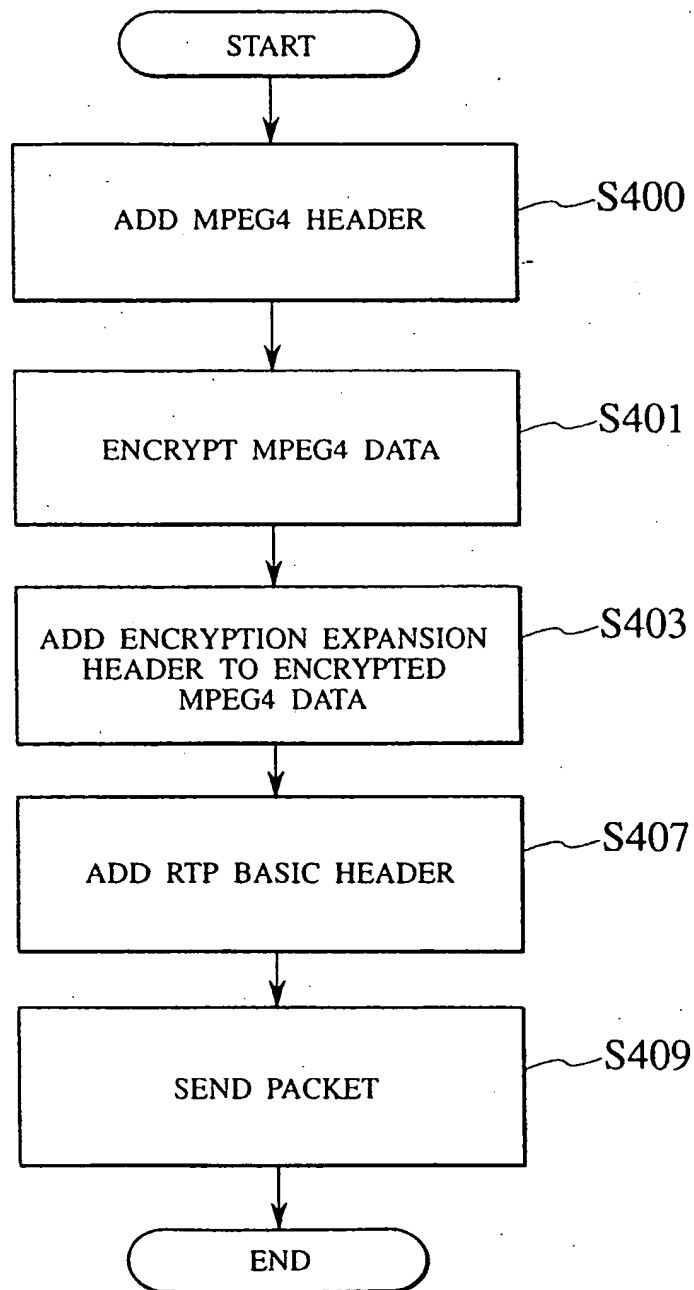 START
ADD MPEG4 HEADER
S400
ENCRYPT MPEG4 DATA
S401
ADD ENCRYPTION EXPANSION
HEADER TO ENCRYPTED
MPEG4 DATA
S403
ADD RTP BASIC HEADER
S407
SEND PACKET
S409
END